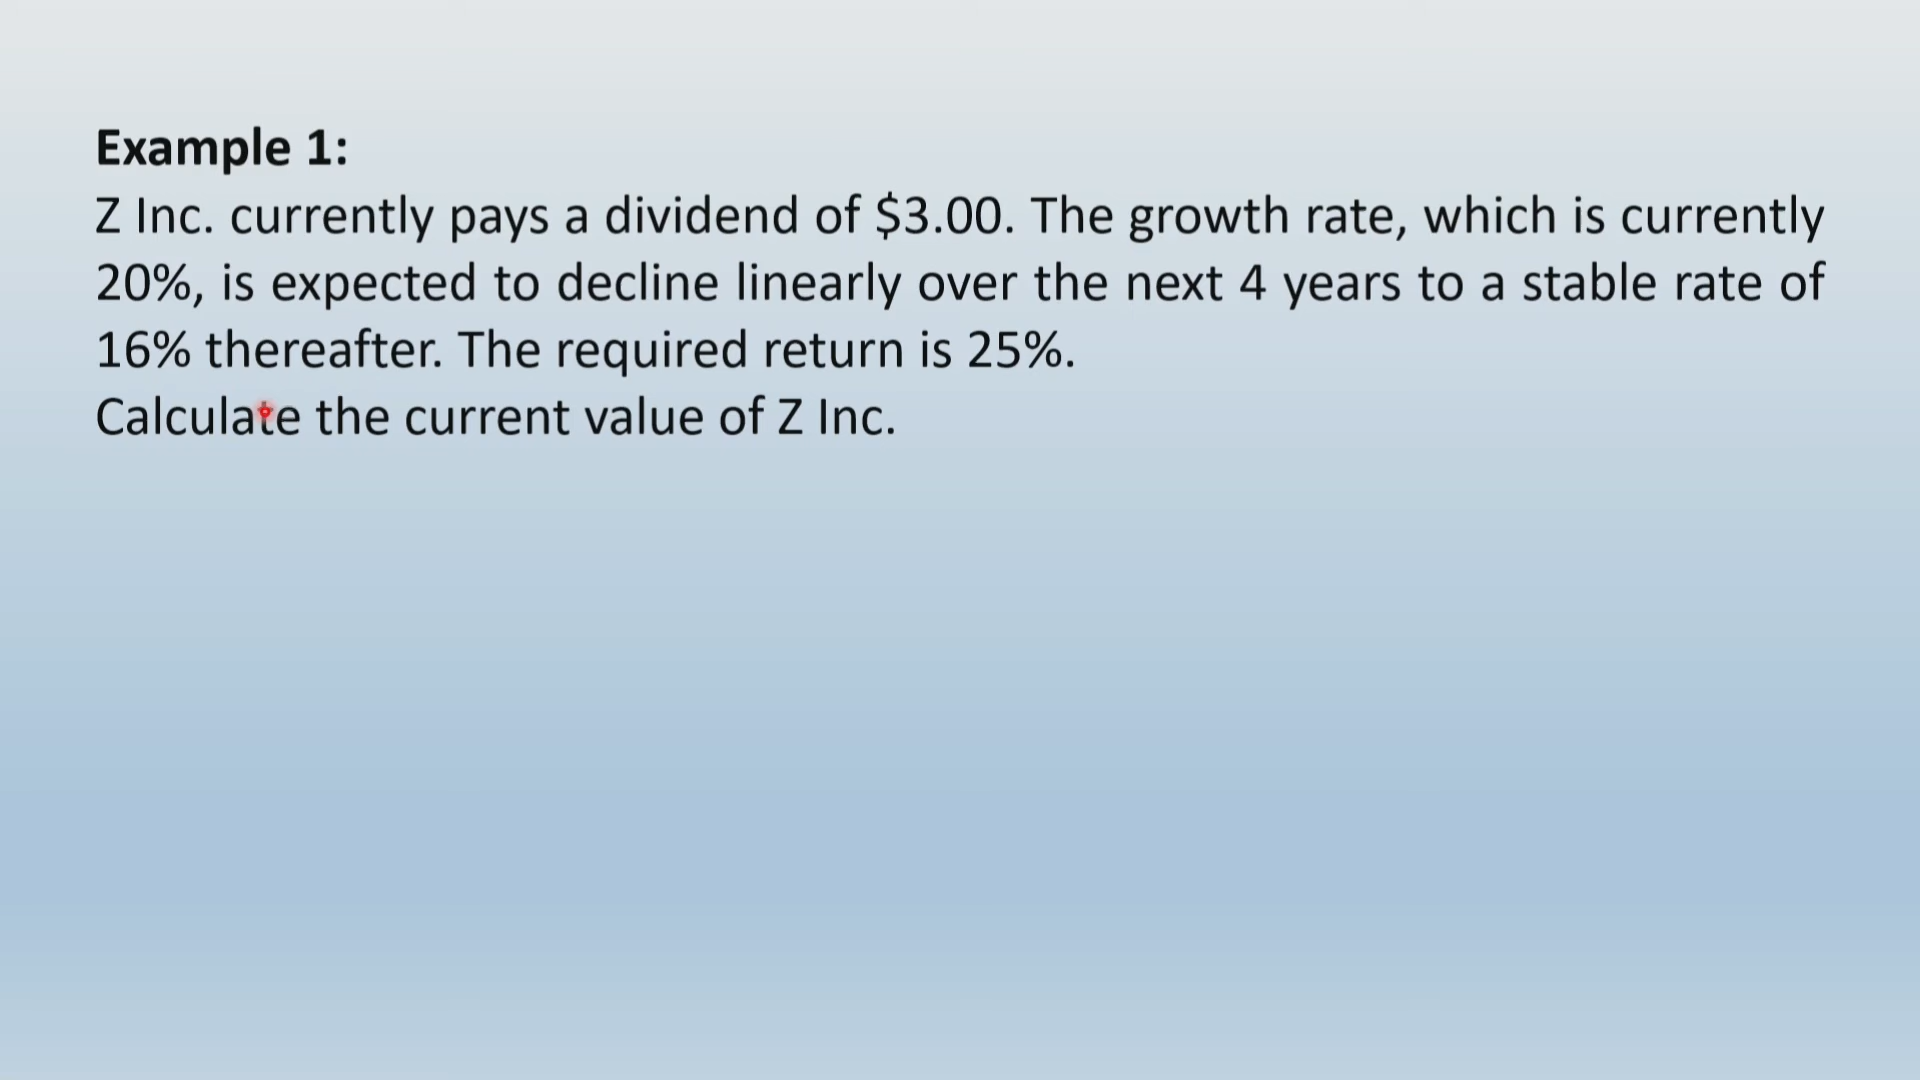 Example 1:
Z Inc. currently pays a dividend of $3.00. The growth rate, which is currently
20%, is expected to decline linearly over the next 4 years to a stable rate of
16% thereafter. The required return is 25%.
Calculate the current value of Z Inc.